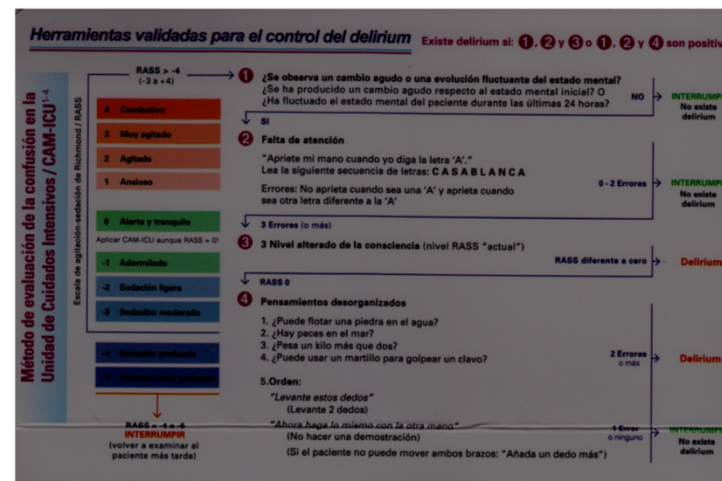 Herramientas validadas para el control del delirium
Existe delirium si: 1, 2 y 3 o 1, 2 y 4 son positiv
Método de evaluación de la confusión en la
Unidad de Cuidados Intensivos / CAM-ICU1-4
Escala de agitación-sedación de Richmond / RASS
RASS > -4
(-3 a +4)
4 Combativo
3 Muy agitado
2 Agitado
1 Ansioso
0 Alerta y tranquilo
Aplicar CAM-ICU aunque RASS = 0!
-1 Adormilado
-2 Sedación ligera
-3 Sedación moderada
-4 Sedación profunda
RASS = -4 o -5
INTERRUMPIR
(volver a examinar al
paciente más tarde)
1 ¿Se observa un cambio agudo o una evolución fluctuante del estado mental?
¿Se ha producido un cambio agudo respecto al estado mental inicial? O
¿Ha fluctuado el estado mental del paciente durante las últimas 24 horas?
NO
INTERRUMPI
No existe
delirium
SI
2 Falta de atención
"Apriete mi mano cuando yo diga la letra 'A'."
Lea la siguiente secuencia de letras: C A S A B L A N C A
Errores: No aprieta cuando sea una 'A' y aprieta cuando
sea otra letra diferente a la 'A'
0 - 2 Errores
INTERRUMPI
No existe
delirium
3 Errores (o más)
3 3 Nivel alterado de la consciencia (nivel RASS "actual")
RASS diferente a cero
Delirium
RASS 0
4 Pensamientos desorganizados
1. ¿Puede flotar una piedra en el agua?
2. ¿Hay peces en el mar?
3. ¿Pesa un kilo más que dos?
4. ¿Puede usar un martillo para golpear un clavo?
2 Errores
o más
Delirium
5.Orden:
"Levante estos dedos"
(Levante 2 dedos)
"Ahora haga lo mismo con la otra mano"
(No hacer una demostración)
(Si el paciente no puede mover ambos brazos: "Añada un dedo más")
1 Error
o ninguno
INTERRUMPI
No existe
delirium